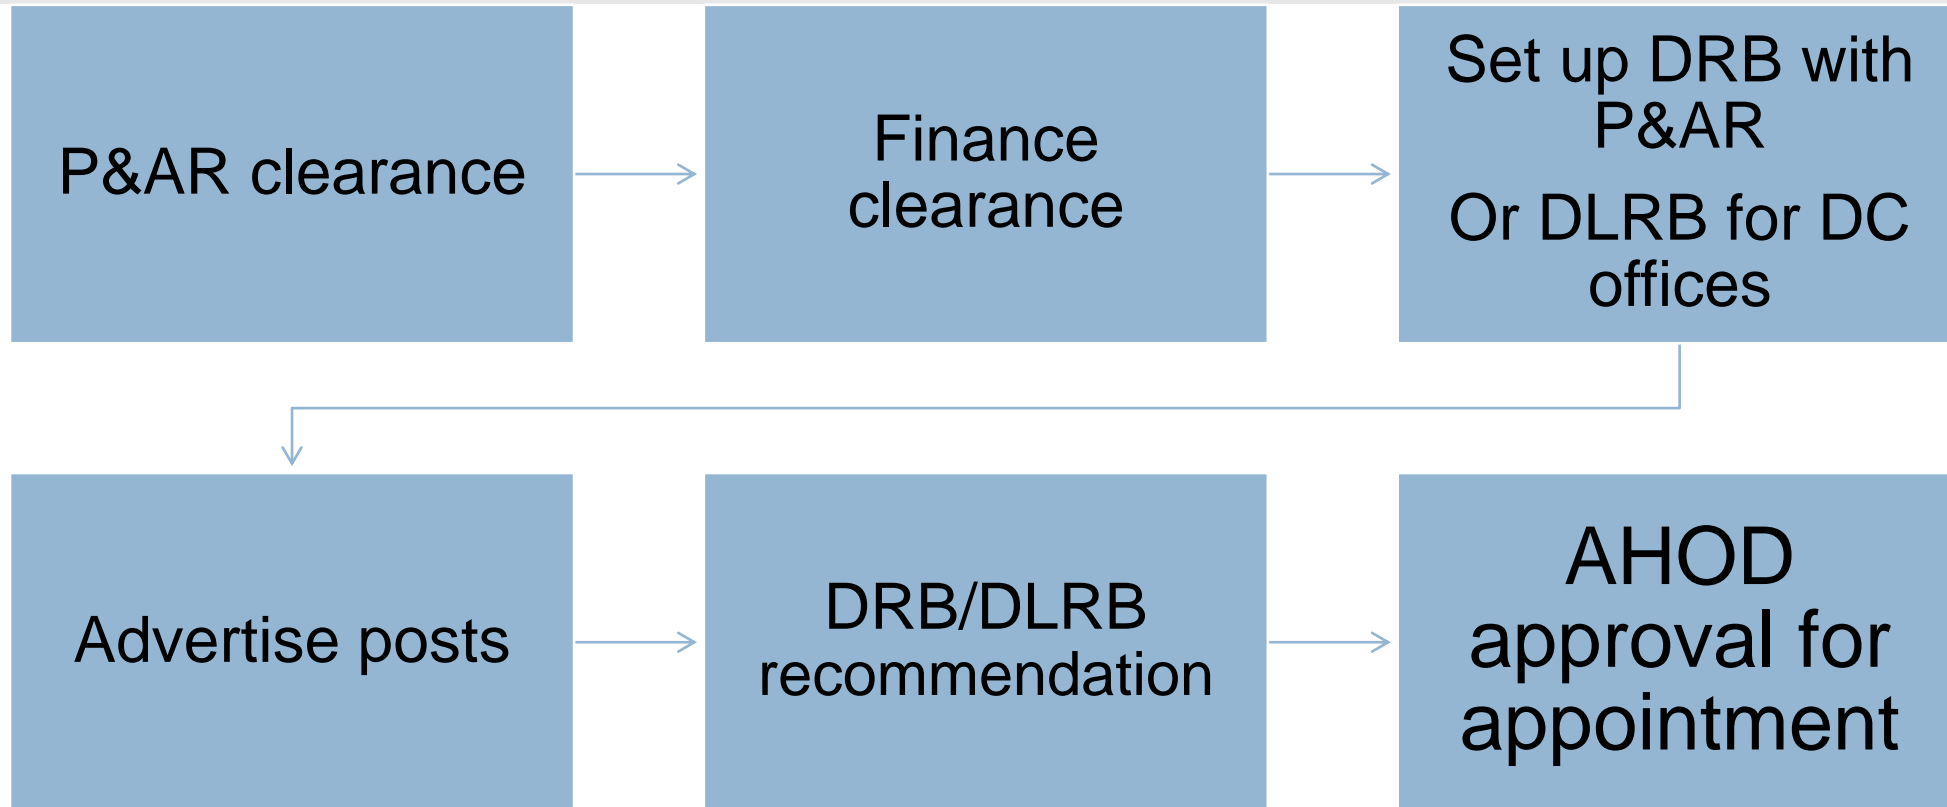 P&AR clearance
Finance
clearance
Set up DRB with
P&AR
Or DLRB for DC
offices
Advertise posts
DRB/DLRB
recommendation
AHOD
approval for
appointment